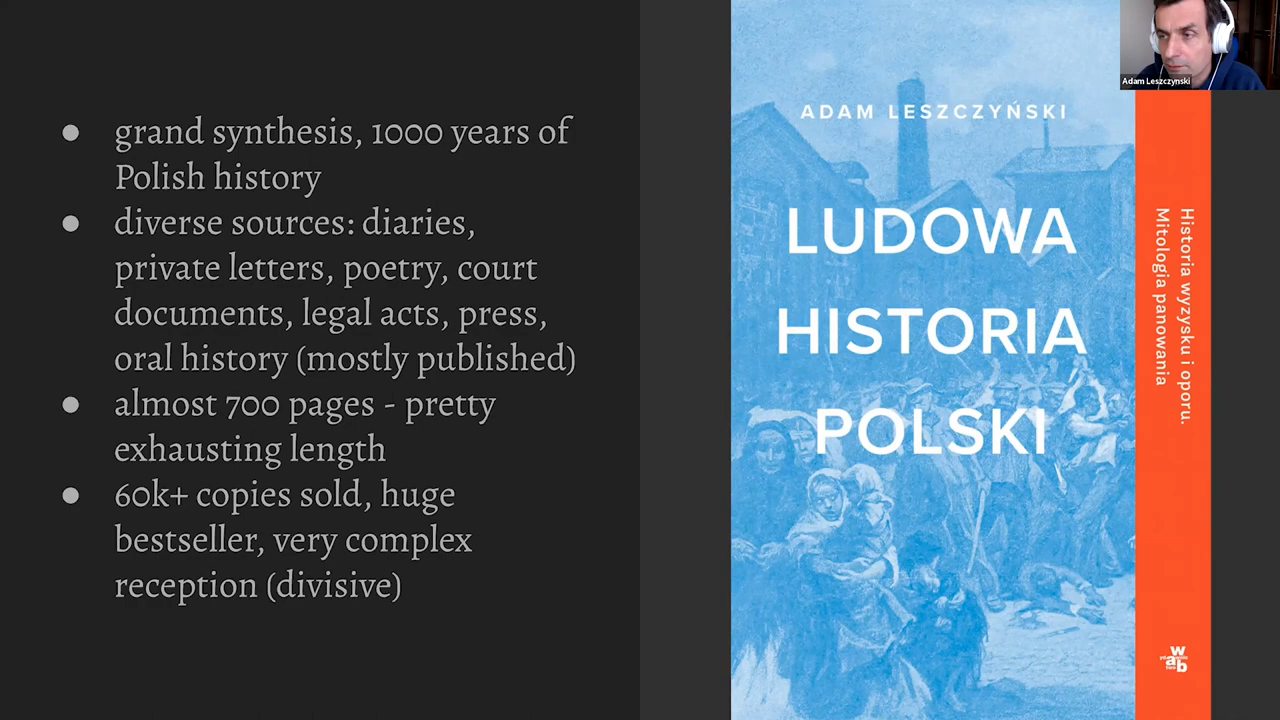 ● grand synthesis, 1000 years of
Polish history
● diverse sources: diaries,
private letters, poetry, court
documents, legal acts, press,
oral history (mostly published)
● almost 700 pages - pretty
exhausting length
● 60k+ copies sold, huge
bestseller, very complex
reception (divisive)
ADAM LESZCZYŃSKI
LUDOWA
HISTORIA
POLSKI
Historia wyzysku i oporu.
Mitologia panowania
w
a
b
Adam Leszczynski